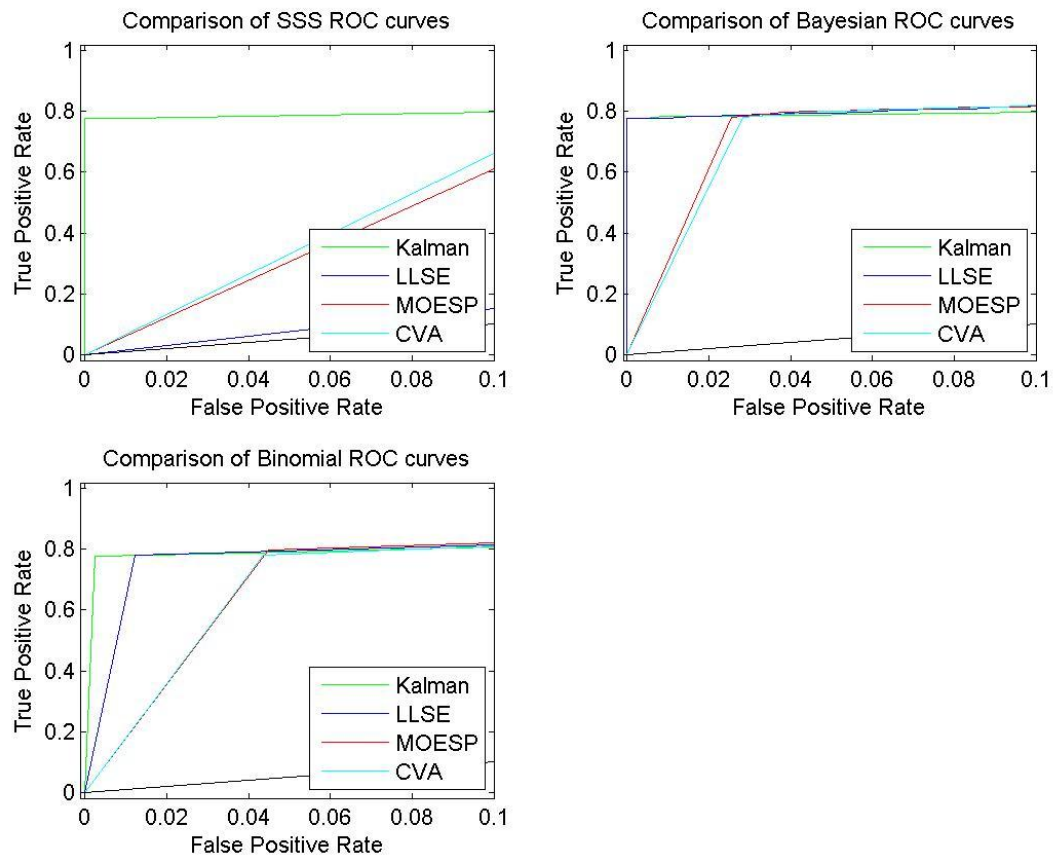 Comparison of SSS ROC curves
1
0.8
0.6
0.4
0.2
0
True Positive Rate
Kalman
LLSE
MOESP
CVA
0 0.02 0.04 0.06 0.08 0.1
False Positive Rate
Comparison of Bayesian ROC curves
1
0.8
0.6
0.4
0.2
0
True Positive Rate
Kalman
LLSE
MOESP
CVA
0 0.02 0.04 0.06 0.08 0.1
False Positive Rate
Comparison of Binomial ROC curves
1
0.8
0.6
0.4
0.2
0
True Positive Rate
Kalman
LLSE
MOESP
CVA
0 0.02 0.04 0.06 0.08 0.1
False Positive Rate